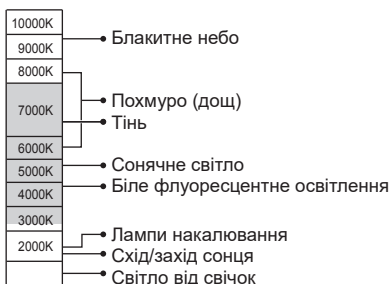 10000K
9000K
Блакитне небо
8000K
7000K
Похмуро (дощ)
Тінь
6000K
5000K
Сонячне світло
4000K
Біле флуоресцентне освітлення
3000K
2000K
Лампи накалювання
Схід/захід сонця
Світло від свічок